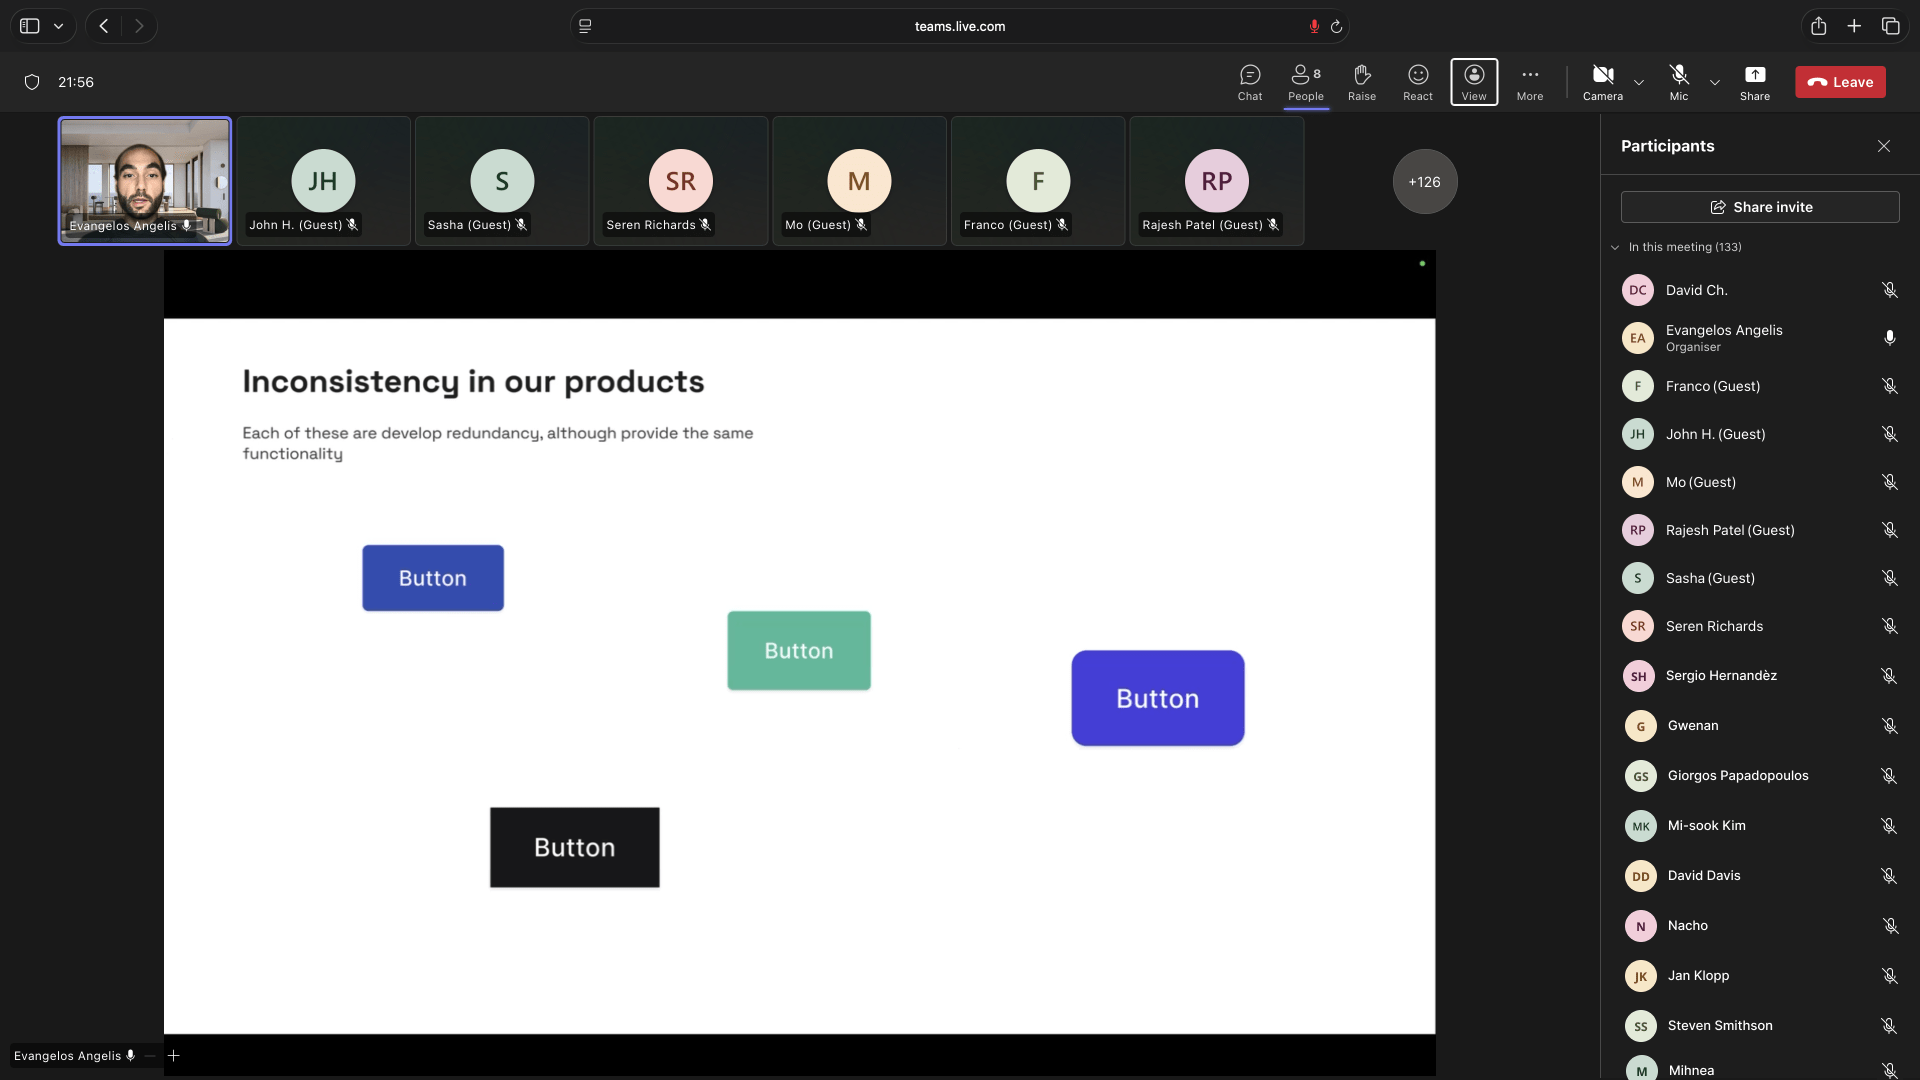 teams.live.com
21:56
Chat
People
8
Raise
React
View
More
Camera
Mic
Share
Leave
Evangelos Angelis
JH
John H. (Guest)
S
Sasha (Guest)
SR
Seren Richards
M
Mo (Guest)
F
Franco (Guest)
RP
Rajesh Patel (Guest)
+126
Inconsistency in our products
Each of these are develop redundancy, although provide the same
functionality
Button
Button
Button
Button
Evangelos Angelis
Participants
Share invite
In this meeting (133)
DC
David Ch.
EA
Evangelos Angelis
Organiser
F
Franco (Guest)
JH
John H. (Guest)
M
Mo (Guest)
RP
Rajesh Patel (Guest)
S
Sasha (Guest)
SR
Seren Richards
SH
Sergio Hernandèz
G
Gwenan
GS
Giorgos Papadopoulos
MK
Mi-sook Kim
DD
David Davis
N
Nacho
JK
Jan Klopp
SS
Steven Smithson
M
Mihnea